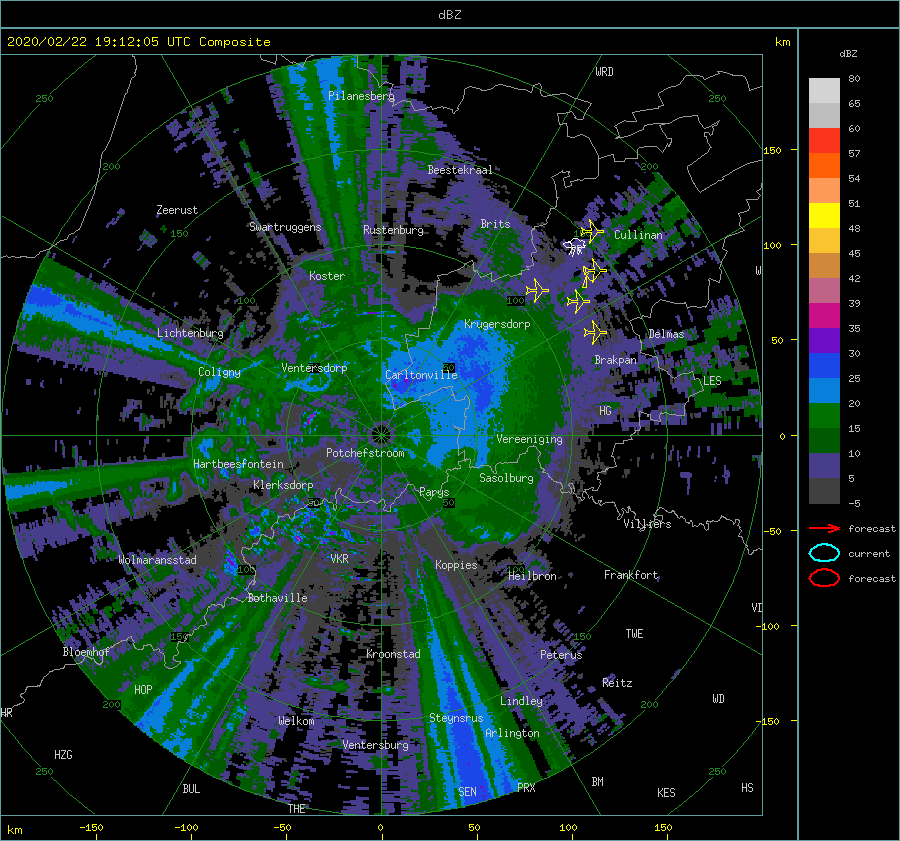 dBZ
2020/02/22 19:12:05 UTC Composite
km
dBZ
80
65
60
57
54
51
48
45
42
39
35
30
25
20
15
10
5
-5
forecast
current
forecast
150
100
50
0
-50
-100
-150
km
-150
-100
-50
0
50
100
150
250
WRD
250
Pilanesberg
200
Beestekraal
200
Zeerust
Swartruggens
Rustenburg
Brits
Cullinan
150
Koster
W
100
100
Lichtenburg
Krugersdorp
Delmas
Coligny
Ventersdorp
Carltonville
50
Brakpan
LES
HG
Vereeniging
Potchefstroom
Hartbeesfontein
Klerksdorp
Sasolburg
50
Parys
50
Villiers
Wolmaransstad
VKR
Koppies
100
Heilbron
100
Frankfort
Bothaville
VD
150
150
TWE
Bloemhof
Kroonstad
Peterus
HOP
Reitz
200
Lindley
200
WD
HR
Welkom
Steynsrus
Arlington
Ventersburg
HZG
250
BUL
SEN
PRX
BM
250
KES
HS
THE